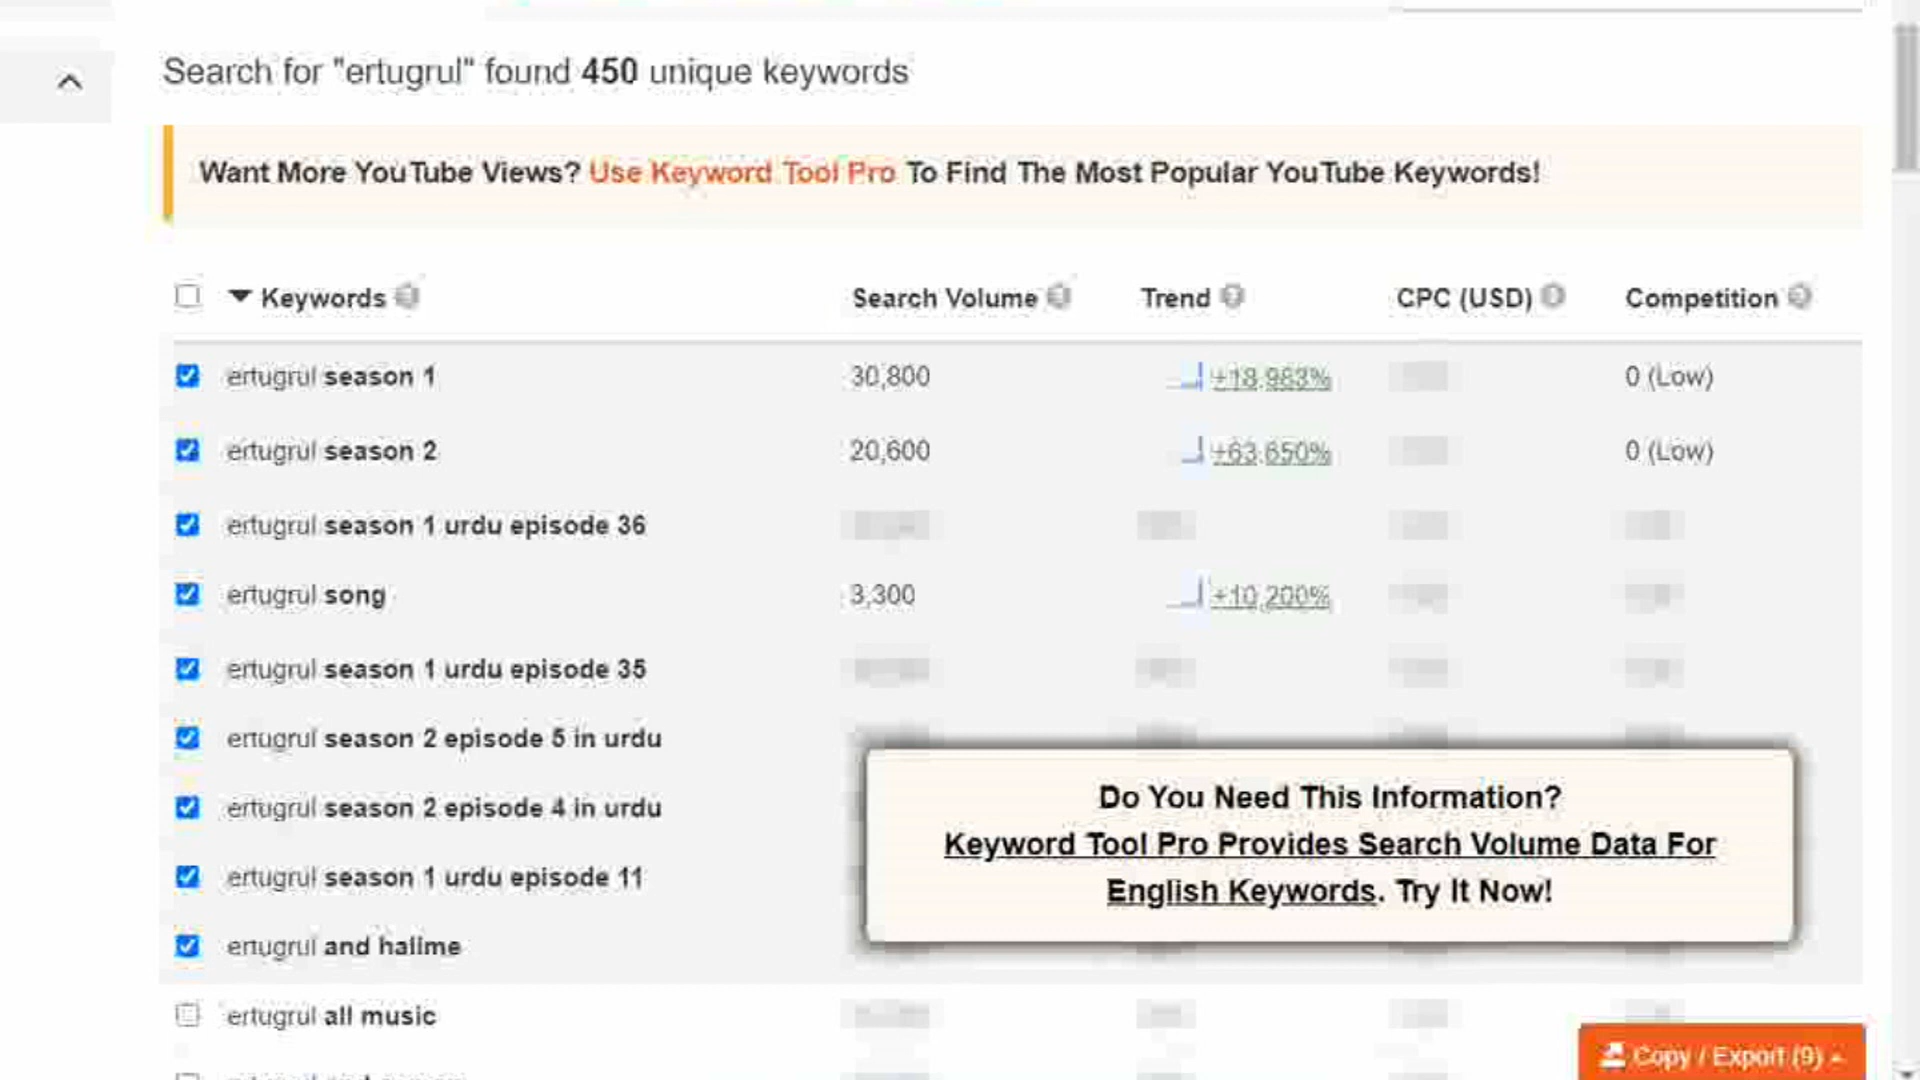 Search for "ertugrul" found 450 unique keywords
Want More YouTube Views? Use Keyword Tool Pro To Find The Most Popular YouTube Keywords!
Keywords Search Volume Trend CPC (USD) Competition
ertugrul season 1 30,800 +18,983% 0 (Low)
ertugrul season 2 20,600 +63,650% 0 (Low)
ertugrul season 1 urdu episode 36
ertugrul song 3,300 +10,200%
ertugrul season 1 urdu episode 35
ertugrul season 2 episode 5 in urdu
ertugrul season 2 episode 4 in urdu
ertugrul season 1 urdu episode 11
ertugrul and halime
Do You Need This Information?
Keyword Tool Pro Provides Search Volume Data For
English Keywords. Try It Now!
ertugrul all music
Copy / Export (9)